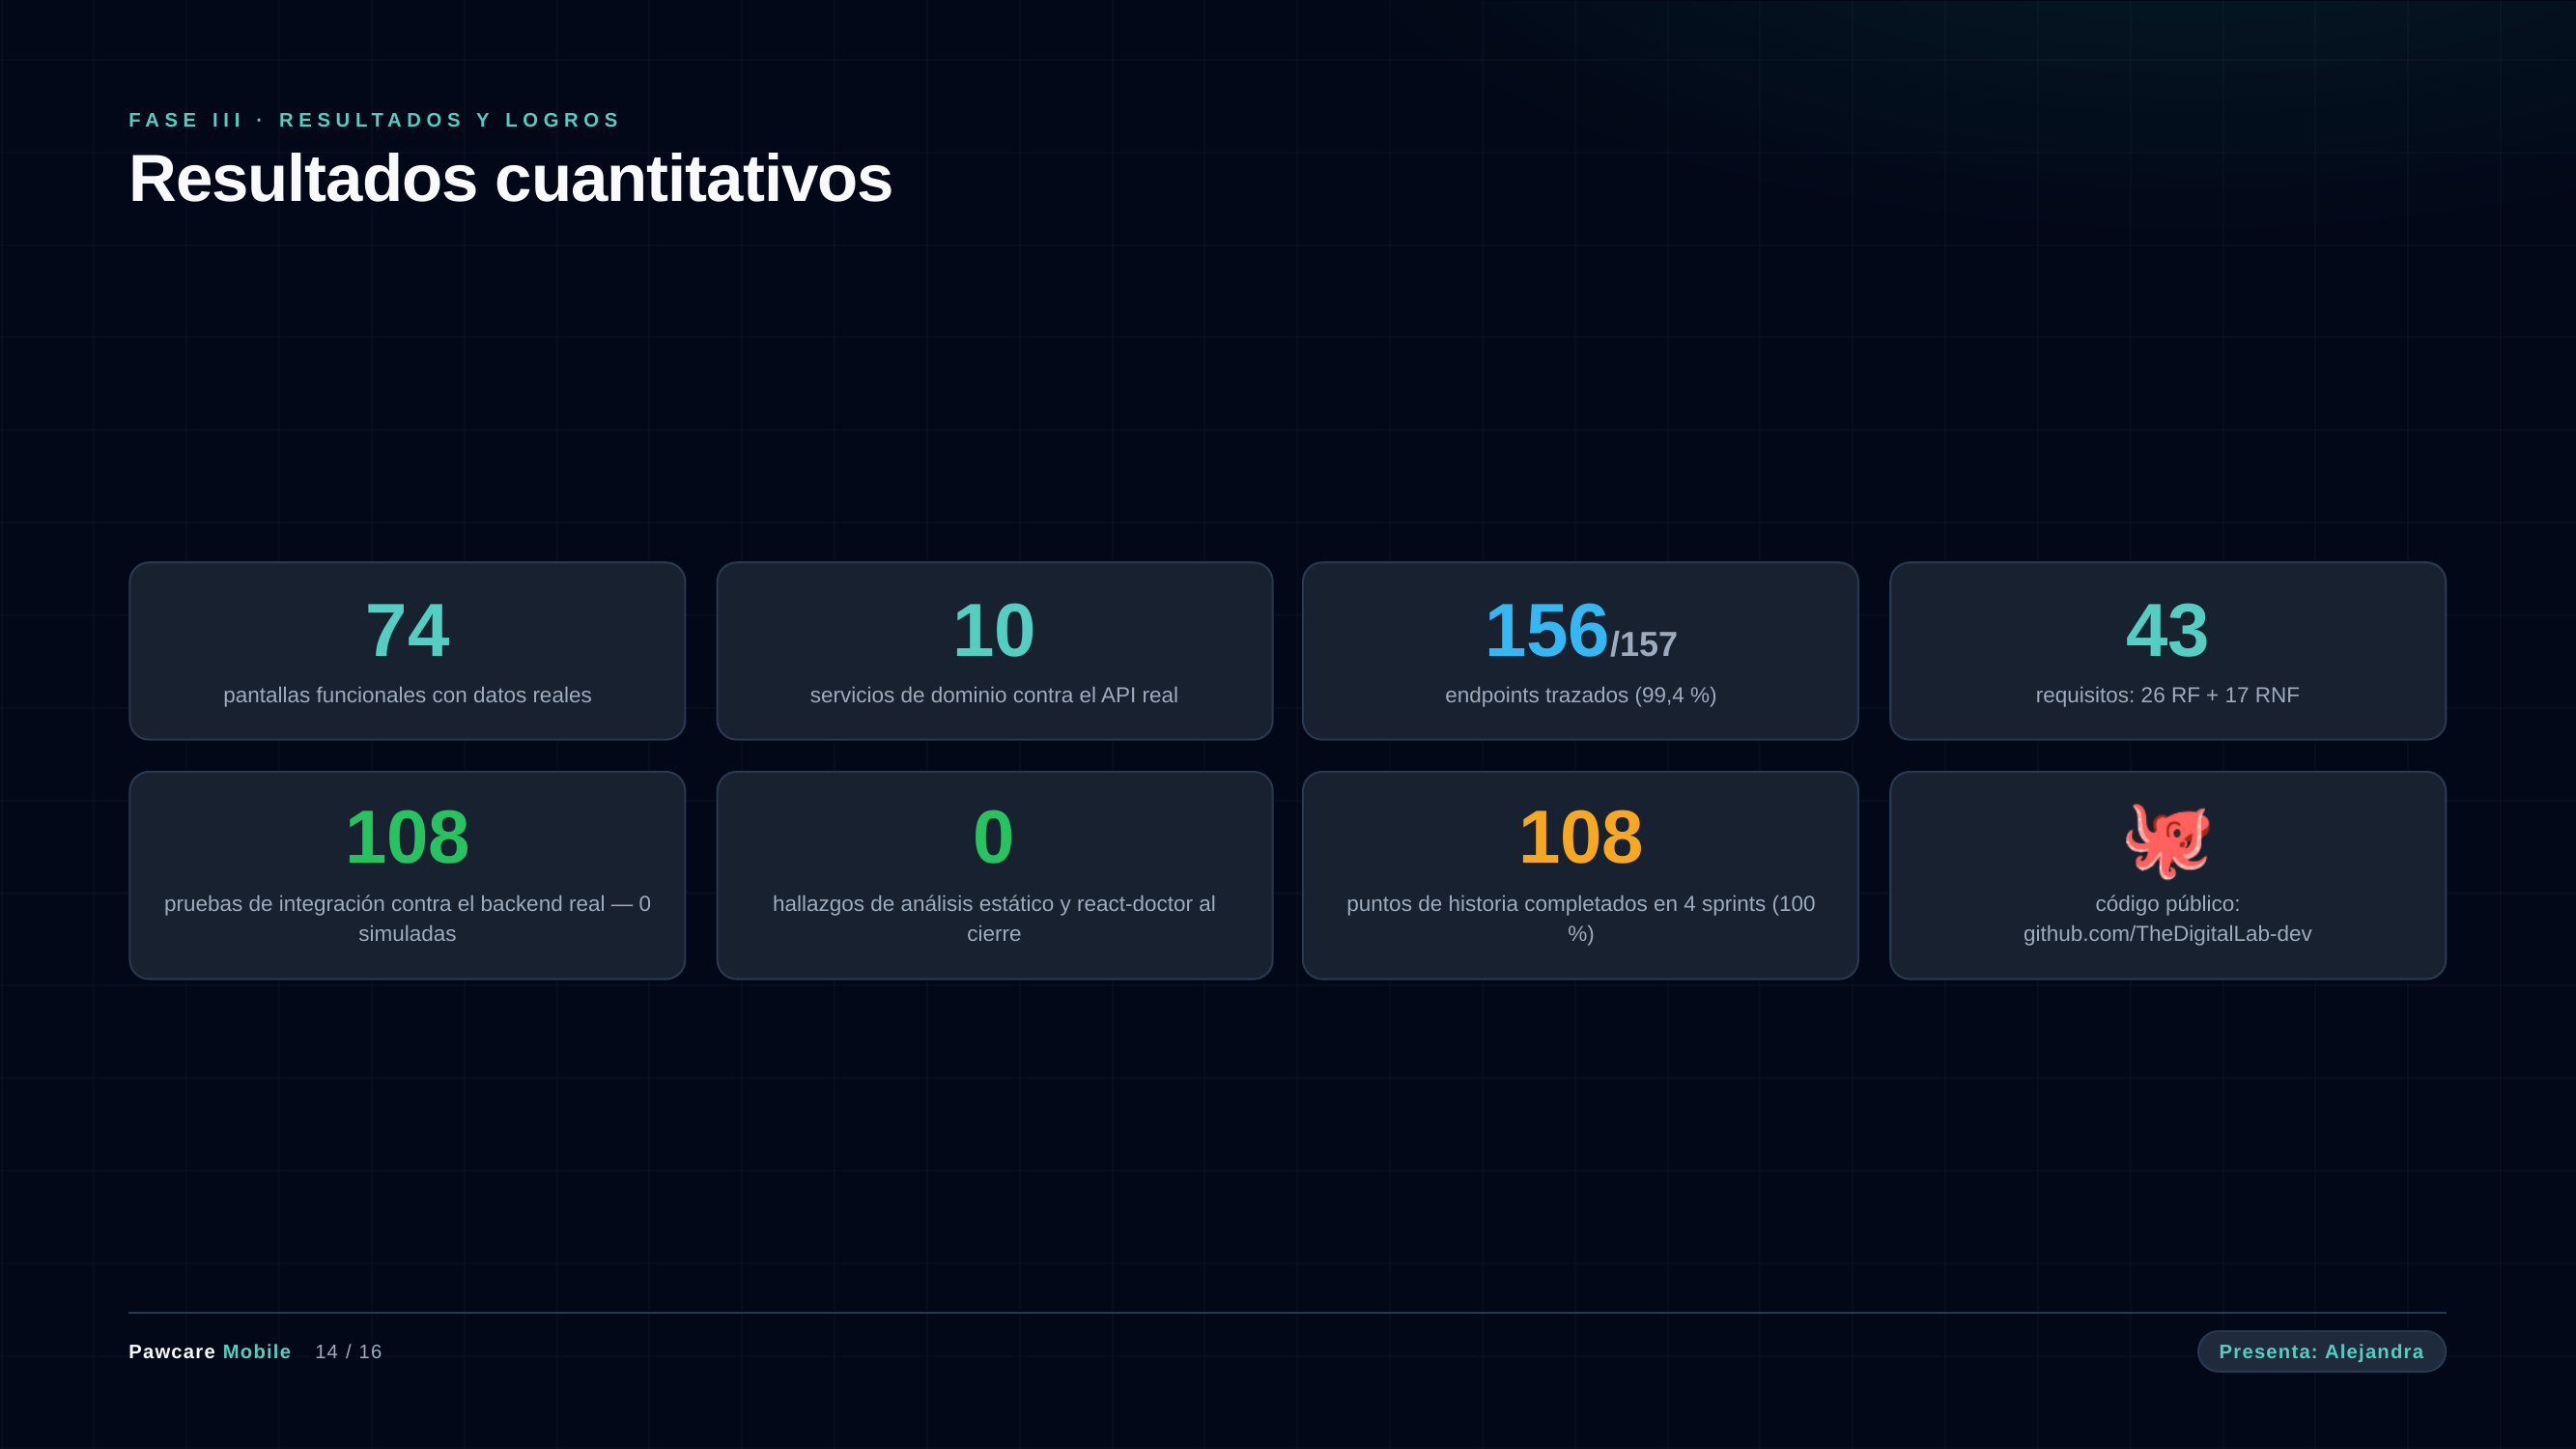 FASE III · RESULTADOS Y LOGROS
Resultados cuantitativos
74
pantallas funcionales con datos reales
10
servicios de dominio contra el API real
156/157
endpoints trazados (99,4 %)
43
requisitos: 26 RF + 17 RNF
108
pruebas de integración contra el backend real — 0
simuladas
0
hallazgos de análisis estático y react-doctor al
cierre
108
puntos de historia completados en 4 sprints (100
%)
código público:
github.com/TheDigitalLab-dev
Pawcare Mobile 14 / 16
Presenta: Alejandra